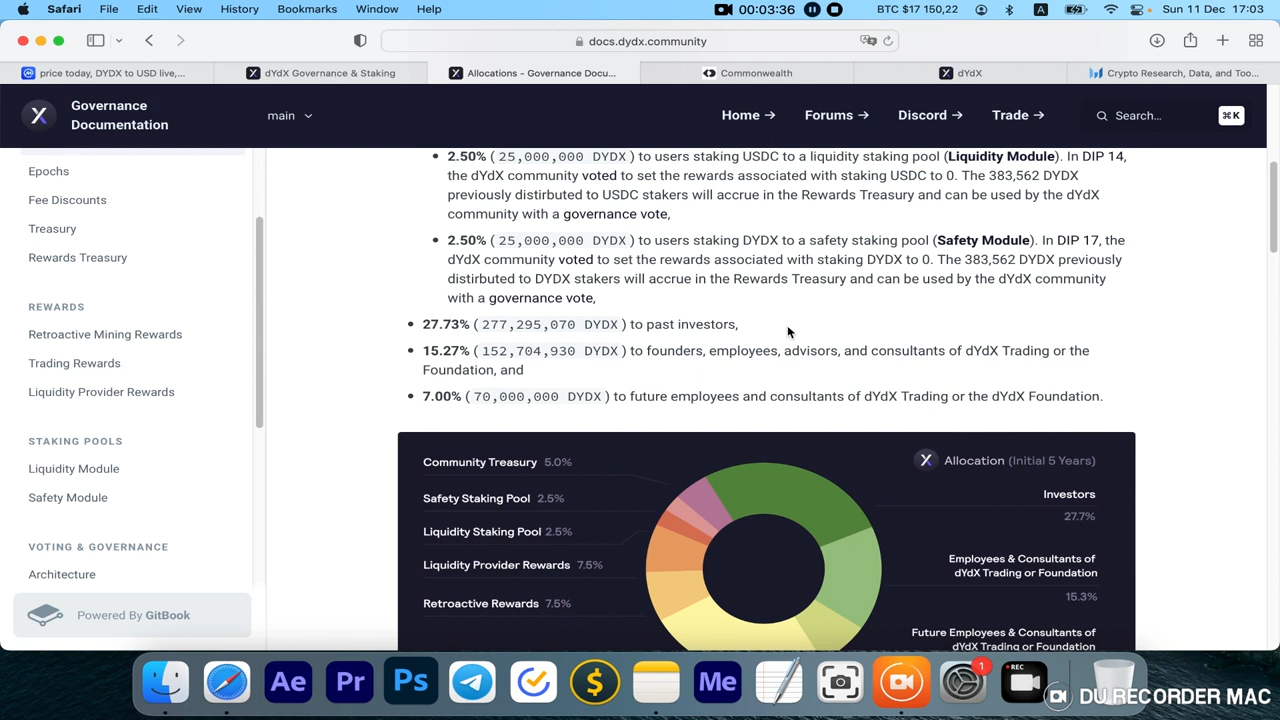 Safari File Edit View History Bookmarks Window Help 00:03:36 BTC $17 150,22 A Sun 11 Dec 17:03
docs.dydx.community
price today, DYDX to USD live,... dYdX Governance & Staking Allocations - Governance Docu... Commonwealth dYdX Crypto Research, Data, and Too...
Governance
Documentation
main
Home → Forums → Discord → Trade → Search... ⌘K
Epochs
Fee Discounts
Treasury
Rewards Treasury
REWARDS
Retroactive Mining Rewards
Trading Rewards
Liquidity Provider Rewards
STAKING POOLS
Liquidity Module
Safety Module
VOTING & GOVERNANCE
Architecture
Powered By GitBook
• 2.50% ( 25,000,000 DYDX ) to users staking USDC to a liquidity staking pool (Liquidity Module). In DIP 14,
the dYdX community voted to set the rewards associated with staking USDC to 0. The 383,562 DYDX
previously distirbuted to USDC stakers will accrue in the Rewards Treasury and can be used by the dYdX
community with a governance vote,
• 2.50% ( 25,000,000 DYDX ) to users staking DYDX to a safety staking pool (Safety Module). In DIP 17, the
dYdX community voted to set the rewards associated with staking DYDX to 0. The 383,562 DYDX previously
distirbuted to DYDX stakers will accrue in the Rewards Treasury and can be used by the dYdX community
with a governance vote,
• 27.73% ( 277,295,070 DYDX ) to past investors,
• 15.27% ( 152,704,930 DYDX ) to founders, employees, advisors, and consultants of dYdX Trading or the
Foundation, and
• 7.00% ( 70,000,000 DYDX ) to future employees and consultants of dYdX Trading or the dYdX Foundation.
Community Treasury 5.0%
Safety Staking Pool 2.5%
Liquidity Staking Pool 2.5%
Liquidity Provider Rewards 7.5%
Retroactive Rewards 7.5%
Allocation (Initial 5 Years)
Investors
27.7%
Employees & Consultants of
dYdX Trading or Foundation
15.3%
Future Employees & Consultants of
dYdX Trading or Foundation
Ae Pr Ps Me 1 REC
DU RECORDER MAC